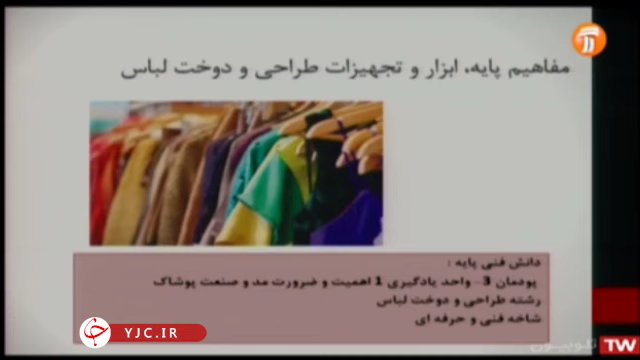 مفاهیم پایه، ابزار و تجهیزات طراحی و دوخت لباس
دانش فنی پایه :
پودمان 3- واحد یادگیری 1 اهمیت و ضرورت مد و صنعت پوشاک
رشته طراحی و دوخت لباس
شاخه فنی و حرفه ای
YJC.IR
تلوبیون TW